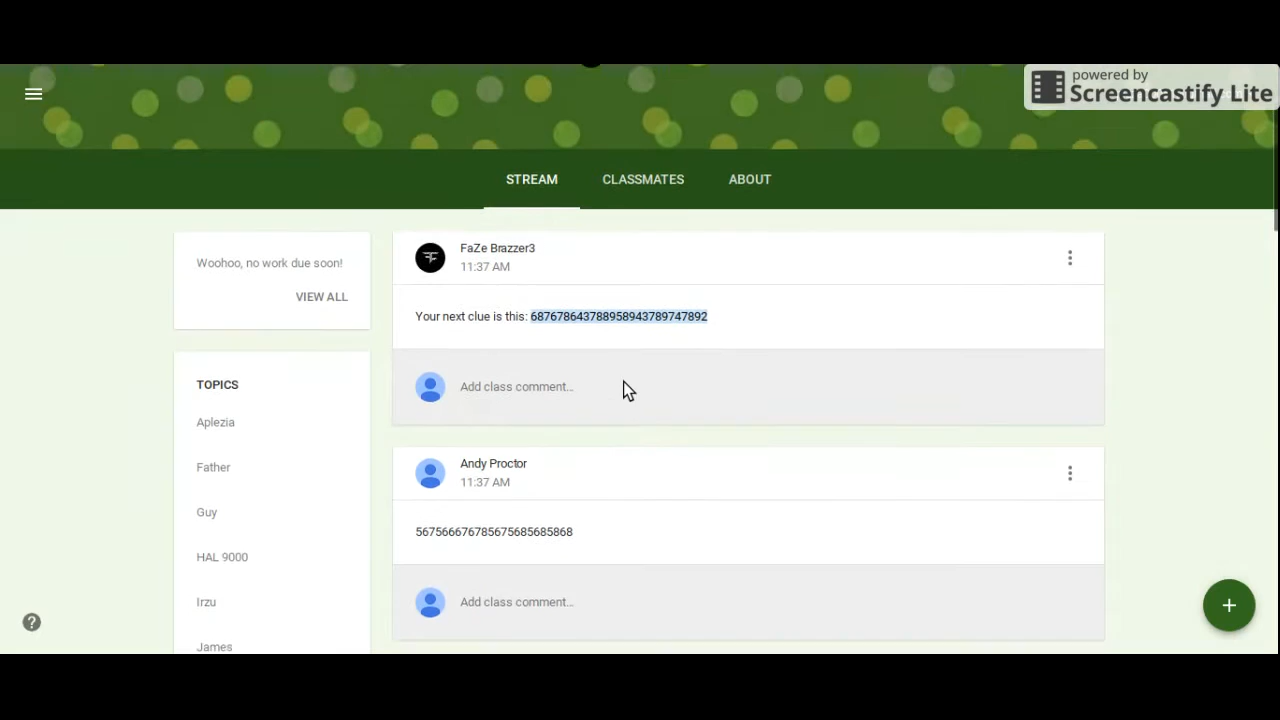 powered by
Screencastify Lite
STREAM
CLASSMATES
ABOUT
Woohoo, no work due soon!
VIEW ALL
TOPICS
Aplezia
Father
Guy
HAL 9000
Irzu
James
FaZe Brazzer3
11:37 AM
Your next clue is this: 687678643788958943789747892
Add class comment...
Andy Proctor
11:37 AM
567566676785675685685868
Add class comment...